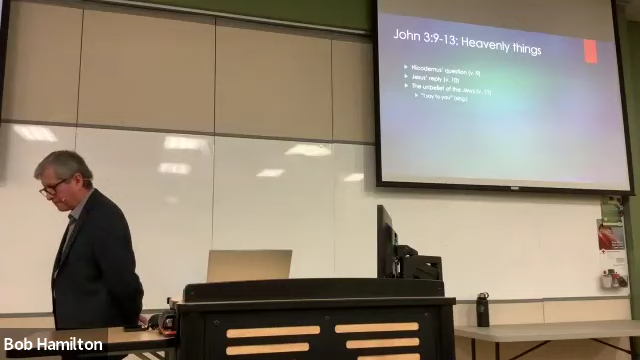 John 3:9-13: Heavenly things
Nicodemus' question (v. 9)
Jesus' reply (v. 10)
The unbelief of the Jews (v. 11)
"I say to you" (sing)
Bob Hamilton